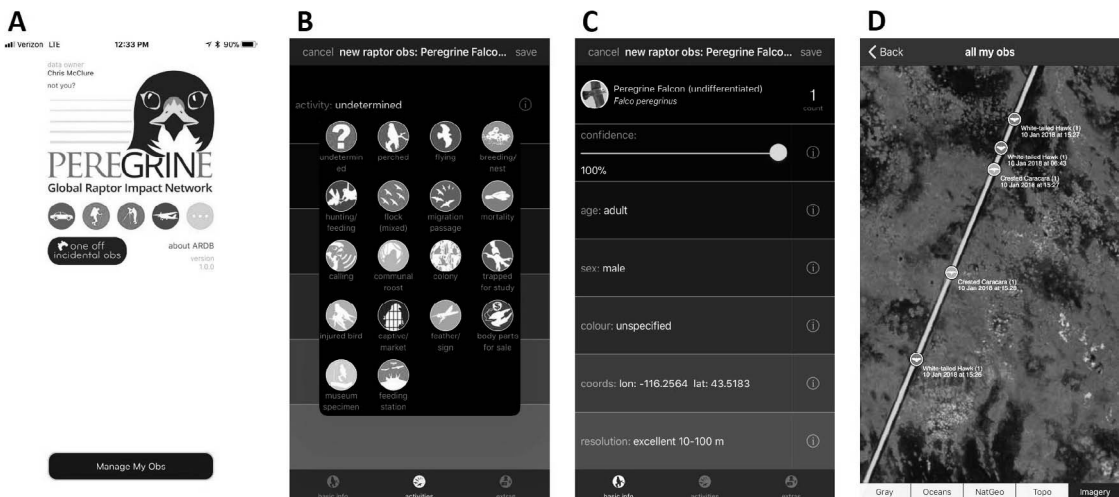 A
Verizon LTE 12:33 PM 90%
data owner
Chris McClure
not you?
PEREGRINE
Global Raptor Impact Network
one off
incidental obs
about ARDB
version
1.0.0
Manage My Obs
B
cancel new raptor obs: Peregrine Falco... save
activity: undetermined
undetermin
ed
perched
flying
breeding/
nest
hunting/
feeding
flock
(mixed)
migration
passage
mortality
calling
communal
roost
colony
trapped
for study
injured bird
captive/
market
feather/
sign
body parts
for sale
museum
specimen
feeding
station
basic info activities extras
C
cancel new raptor obs: Peregrine Falco... save
Peregrine Falcon (undifferentiated)
Falco peregrinus
1
count
confidence:
100%
age: adult
sex: male
colour: unspecified
coords: lon: -116.2564 lat: 43.5183
resolution: excellent 10-100 m
basic info activities extras
D
Back all my obs
White-tailed Hawk (1)
10 Jan 2018 at 15:27
White-tailed Hawk (1)
10 Jan 2018 at 06:43
Crested Caracara (1)
10 Jan 2018 at 15:27
Crested Caracara (1)
10 Jan 2018 at 15:26
White-tailed Hawk (1)
10 Jan 2018 at 15:26
Gray Oceans NatGeo Topo Imagery